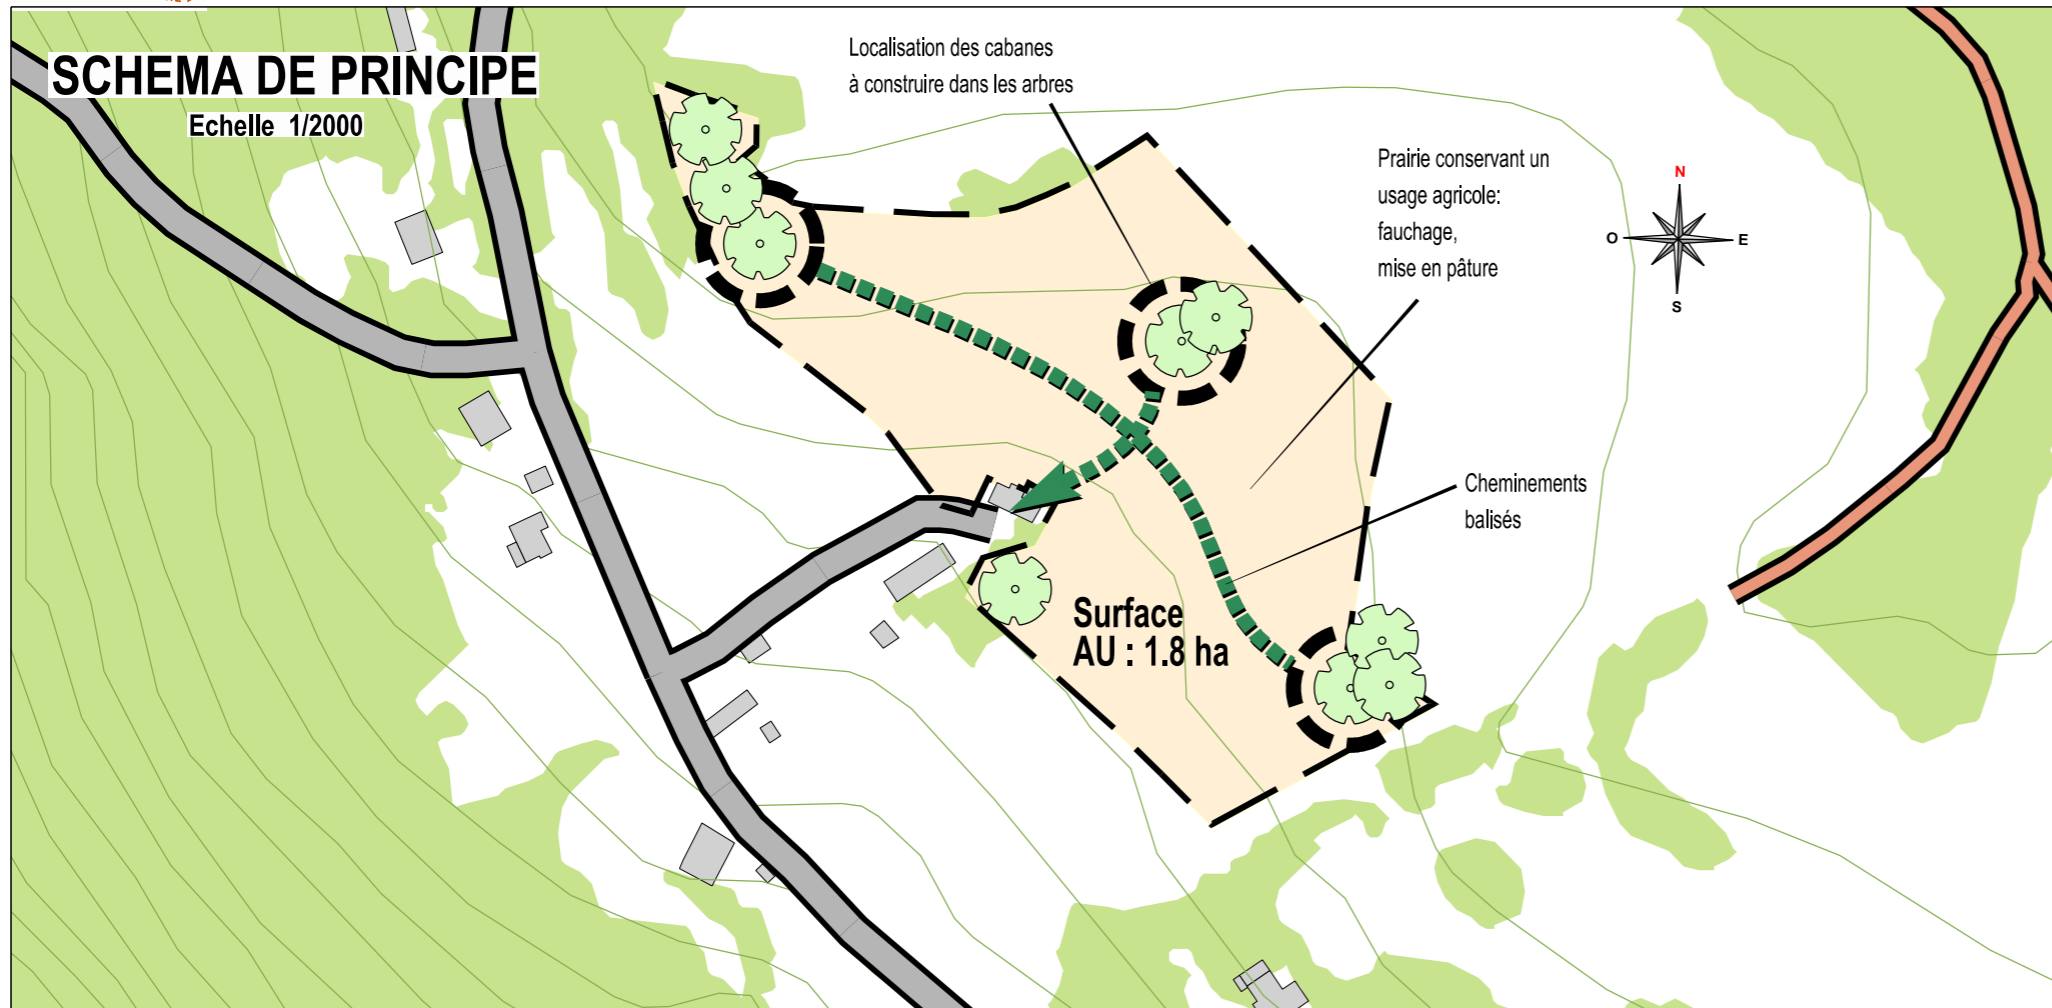 SCHEMA DE PRINCIPE
Echelle 1/2000
Localisation des cabanes
à construire dans les arbres
Prairie conservant un
usage agricole:
fauchage,
mise en pâture
N
O
E
S
Cheminements
balisés
Surface
AU : 1.8 ha